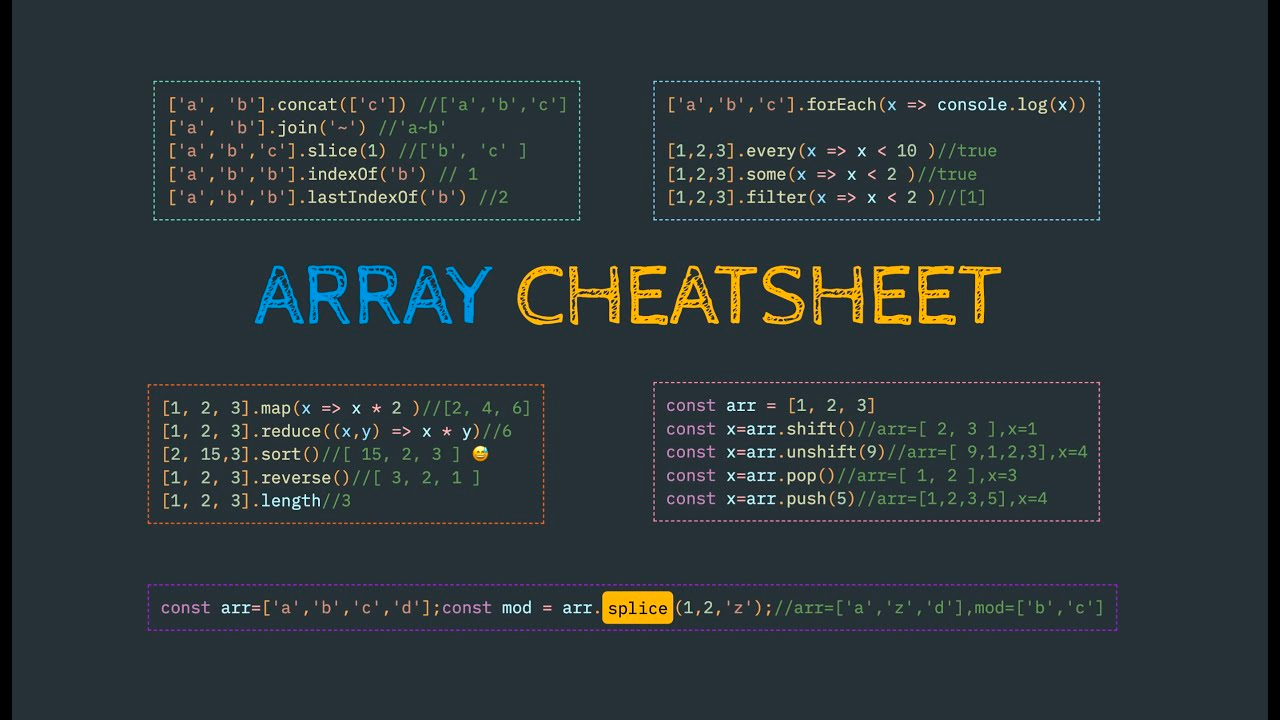 ['a', 'b'].concat(['c']) //['a','b','c']
['a', 'b'].join('~') //'a~b'
['a','b','c'].slice(1) //['b', 'c' ]
['a','b','b'].indexOf('b') // 1
['a','b','b'].lastIndexOf('b') //2
['a','b','c'].forEach(x => console.log(x))
[1,2,3].every(x => x < 10 )//true
[1,2,3].some(x => x < 2 )//true
[1,2,3].filter(x => x < 2 )//[1]
ARRAY CHEATSHEET
[1, 2, 3].map(x => x * 2 )//[2, 4, 6]
[1, 2, 3].reduce((x,y) => x * y)//6
[2, 15,3].sort()//[ 15, 2, 3 ] 😅
[1, 2, 3].reverse()//[ 3, 2, 1 ]
[1, 2, 3].length//3
const arr = [1, 2, 3]
const x=arr.shift()//arr=[ 2, 3 ],x=1
const x=arr.unshift(9)//arr=[ 9,1,2,3],x=4
const x=arr.pop()//arr=[ 1, 2 ],x=3
const x=arr.push(5)//arr=[1,2,3,5],x=4
const arr=['a','b','c','d'];const mod = arr.splice(1,2,'z');//arr=['a','z','d'],mod=['b','c']